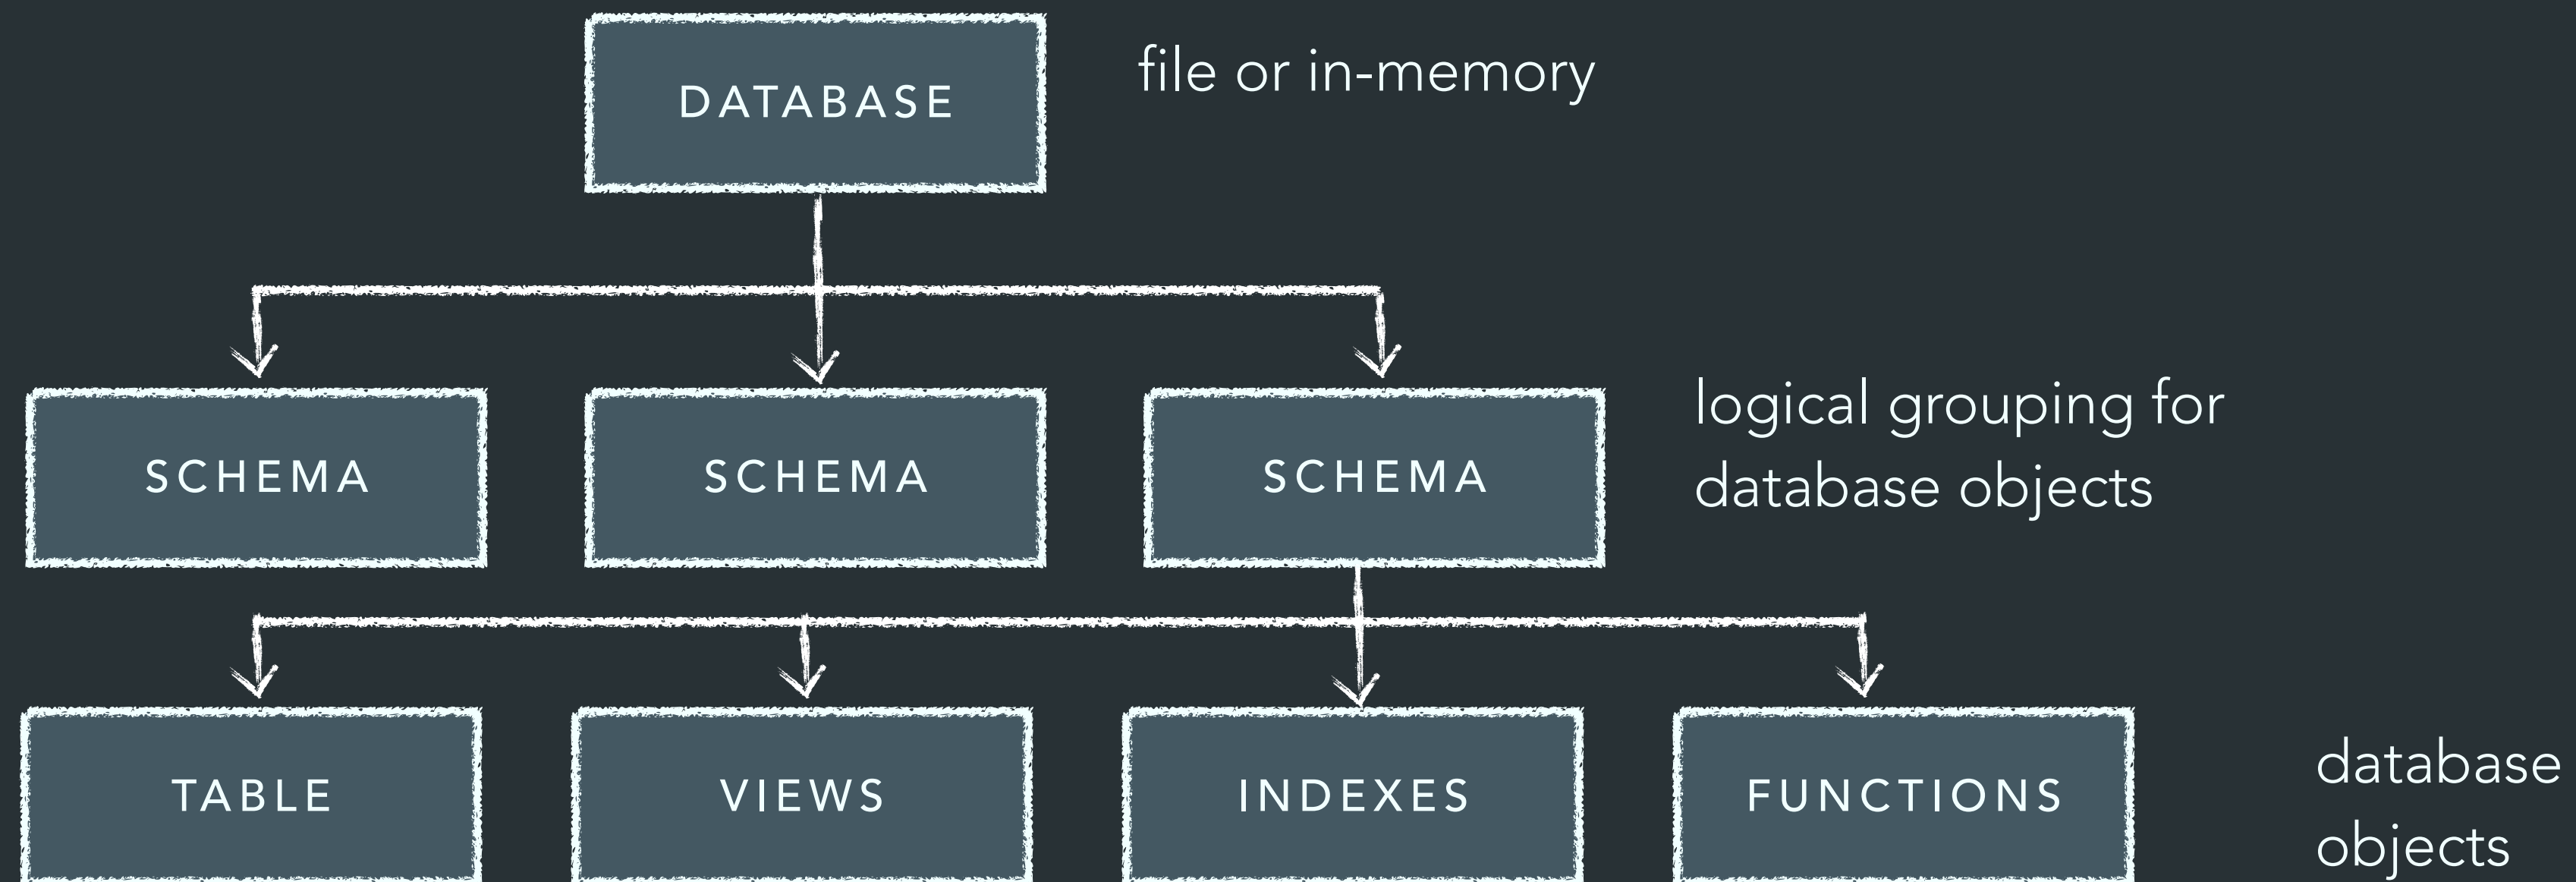 DATABASE
file or in-memory
SCHEMA
SCHEMA
SCHEMA
logical grouping for
database objects
TABLE
VIEWS
INDEXES
FUNCTIONS
database
objects